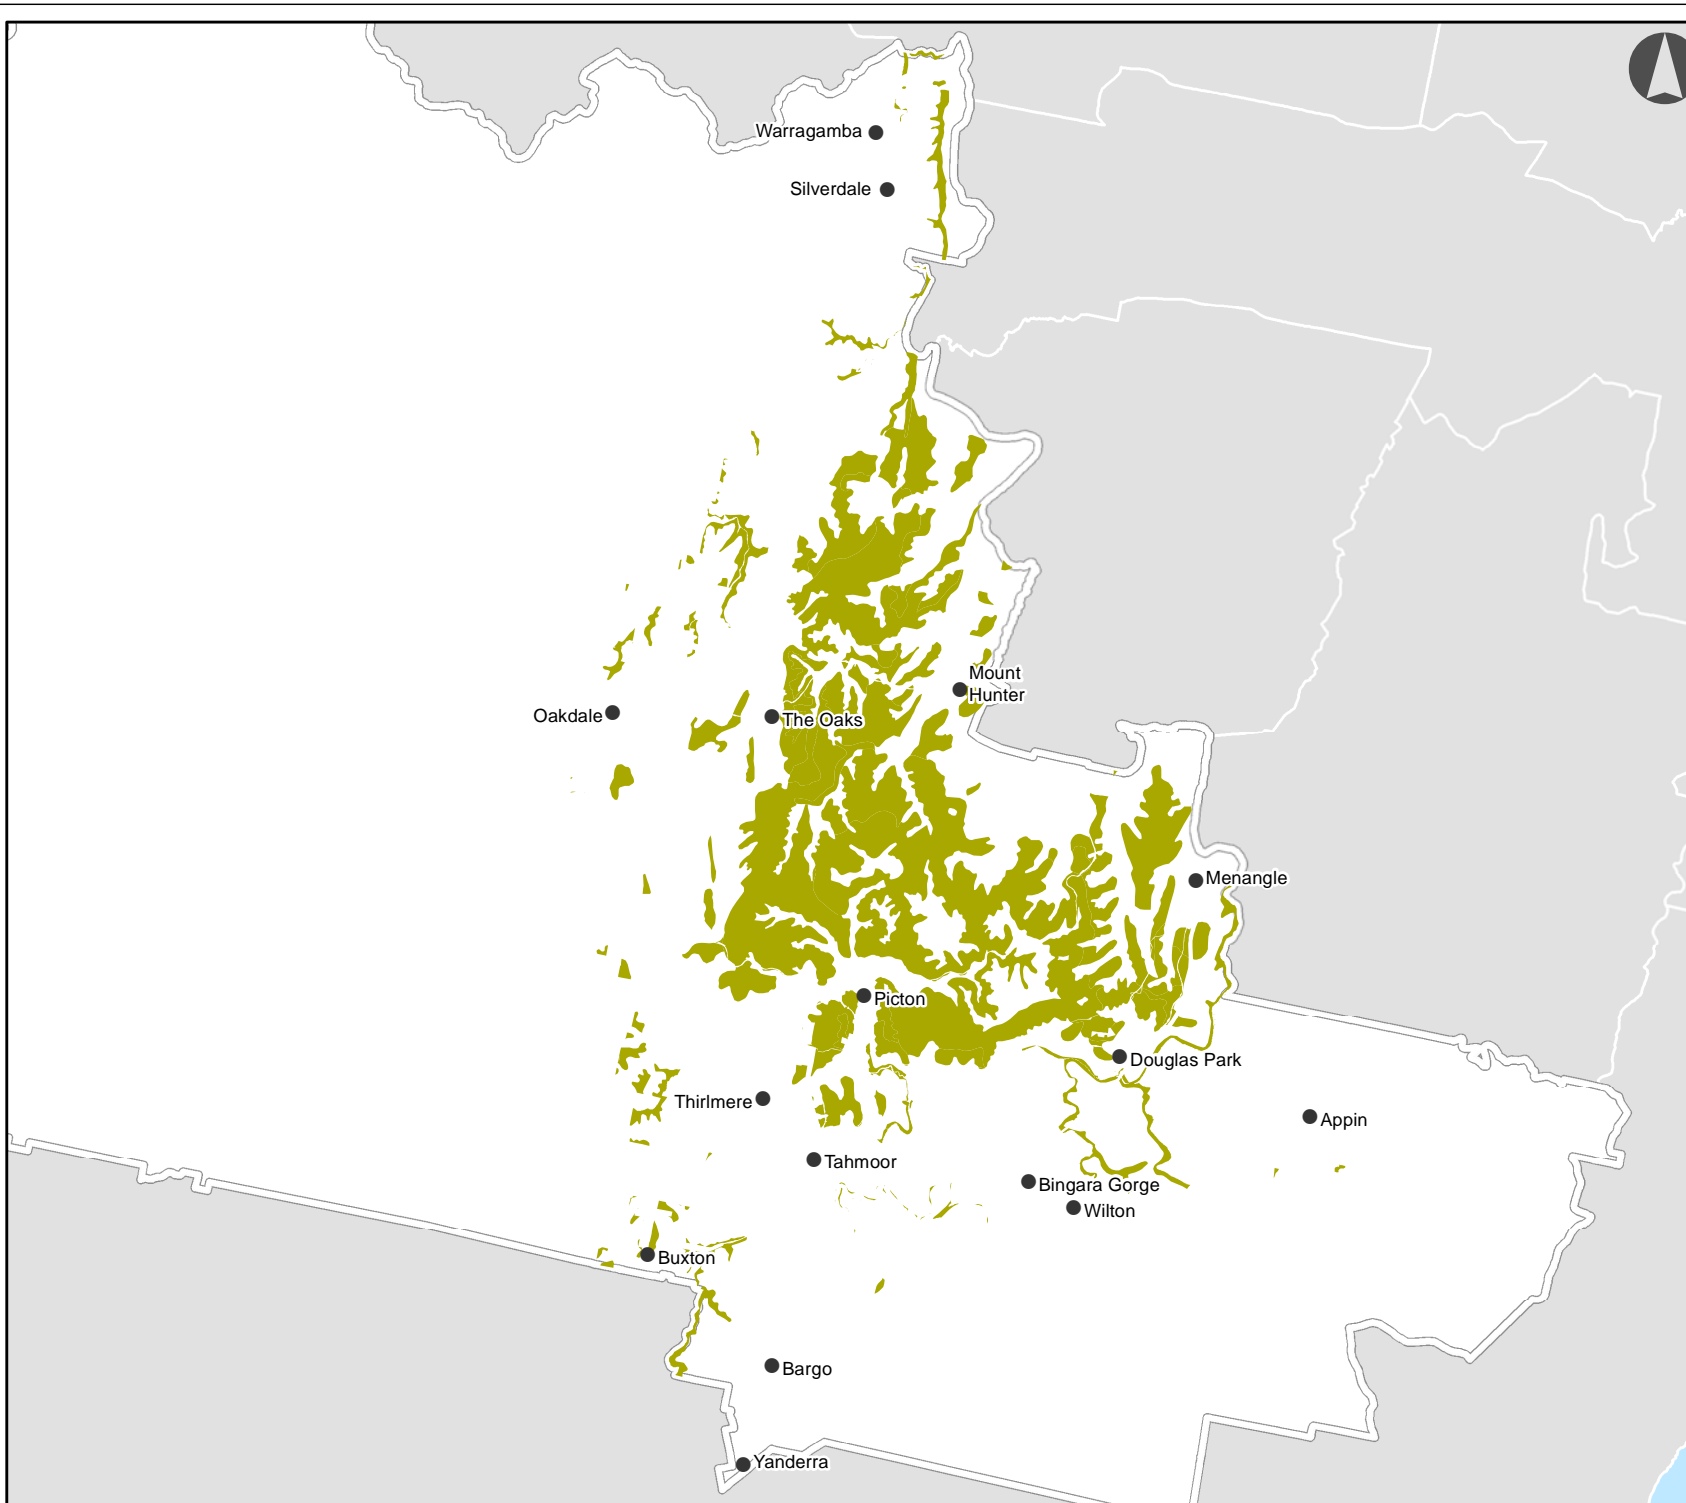 Warragamba
Silverdale
Mount
Hunter
Oakdale
The Oaks
Menangle
Picton
Douglas Park
Thirlmere
Appin
Tahmoor
Bingara Gorge
Wilton
Buxton
Bargo
Yanderra